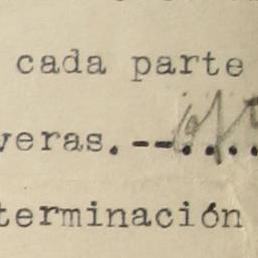 cada parte
veras.--.....
terminación